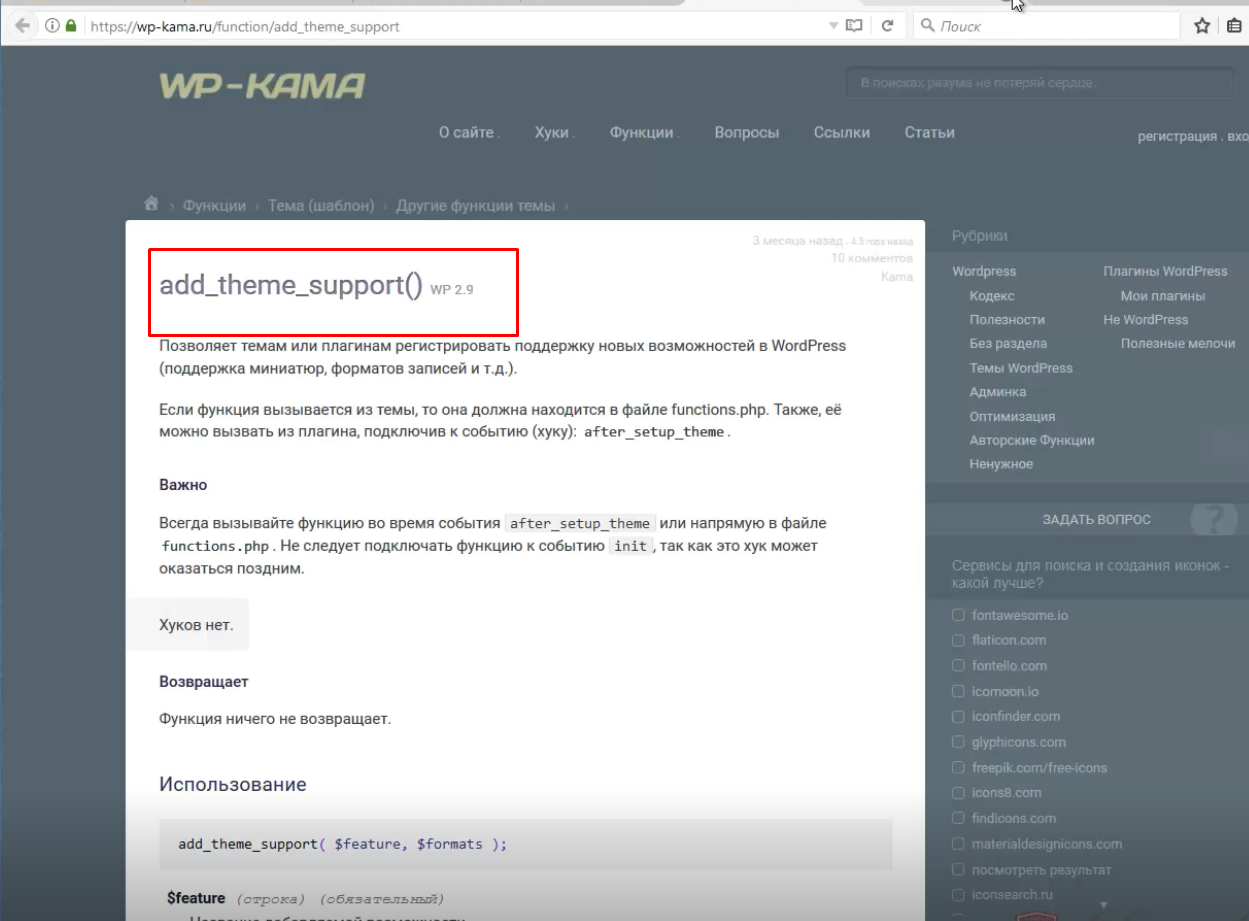 https://wp-kama.ru/function/add_theme_support
Поиск
WP-KAMA
В поисках разума не потеряй сердце.
О сайте . Хуки . Функции . Вопросы Ссылки Статьи
регистрация . вхо
› Функции › Тема (шаблон) › Другие функции темы ›
3 месяца назад . 4.5 года назад
10 комментов
Kama
add_theme_support() WP 2.9
Позволяет темам или плагинам регистрировать поддержку новых возможностей в WordPress
(поддержка миниатюр, форматов записей и т.д.).
Если функция вызывается из темы, то она должна находится в файле functions.php. Также, её
можно вызвать из плагина, подключив к событию (хуку): after_setup_theme.
Важно
Всегда вызывайте функцию во время события after_setup_theme или напрямую в файле
functions.php. Не следует подключать функцию к событию init, так как это хук может
оказаться поздним.
Хуков нет.
Возвращает
Функция ничего не возвращает.
Использование
add_theme_support( $feature, $formats );
$feature (строка) (обязательный)
Название добавляемой возможности
Рубрики
Wordpress
Кодекс
Полезности
Без раздела
Темы WordPress
Админка
Оптимизация
Авторские Функции
Ненужное
Плагины WordPress
Мои плагины
Не WordPress
Полезные мелочи
ЗАДАТЬ ВОПРОС
?
Сервисы для поиска и создания иконок -
какой лучше?
fontawesome.io
flaticon.com
fontello.com
icomoon.io
iconfinder.com
glyphicons.com
freepik.com/free-icons
icons8.com
findicons.com
materialdesignicons.com
посмотреть результат
iconsearch.ru